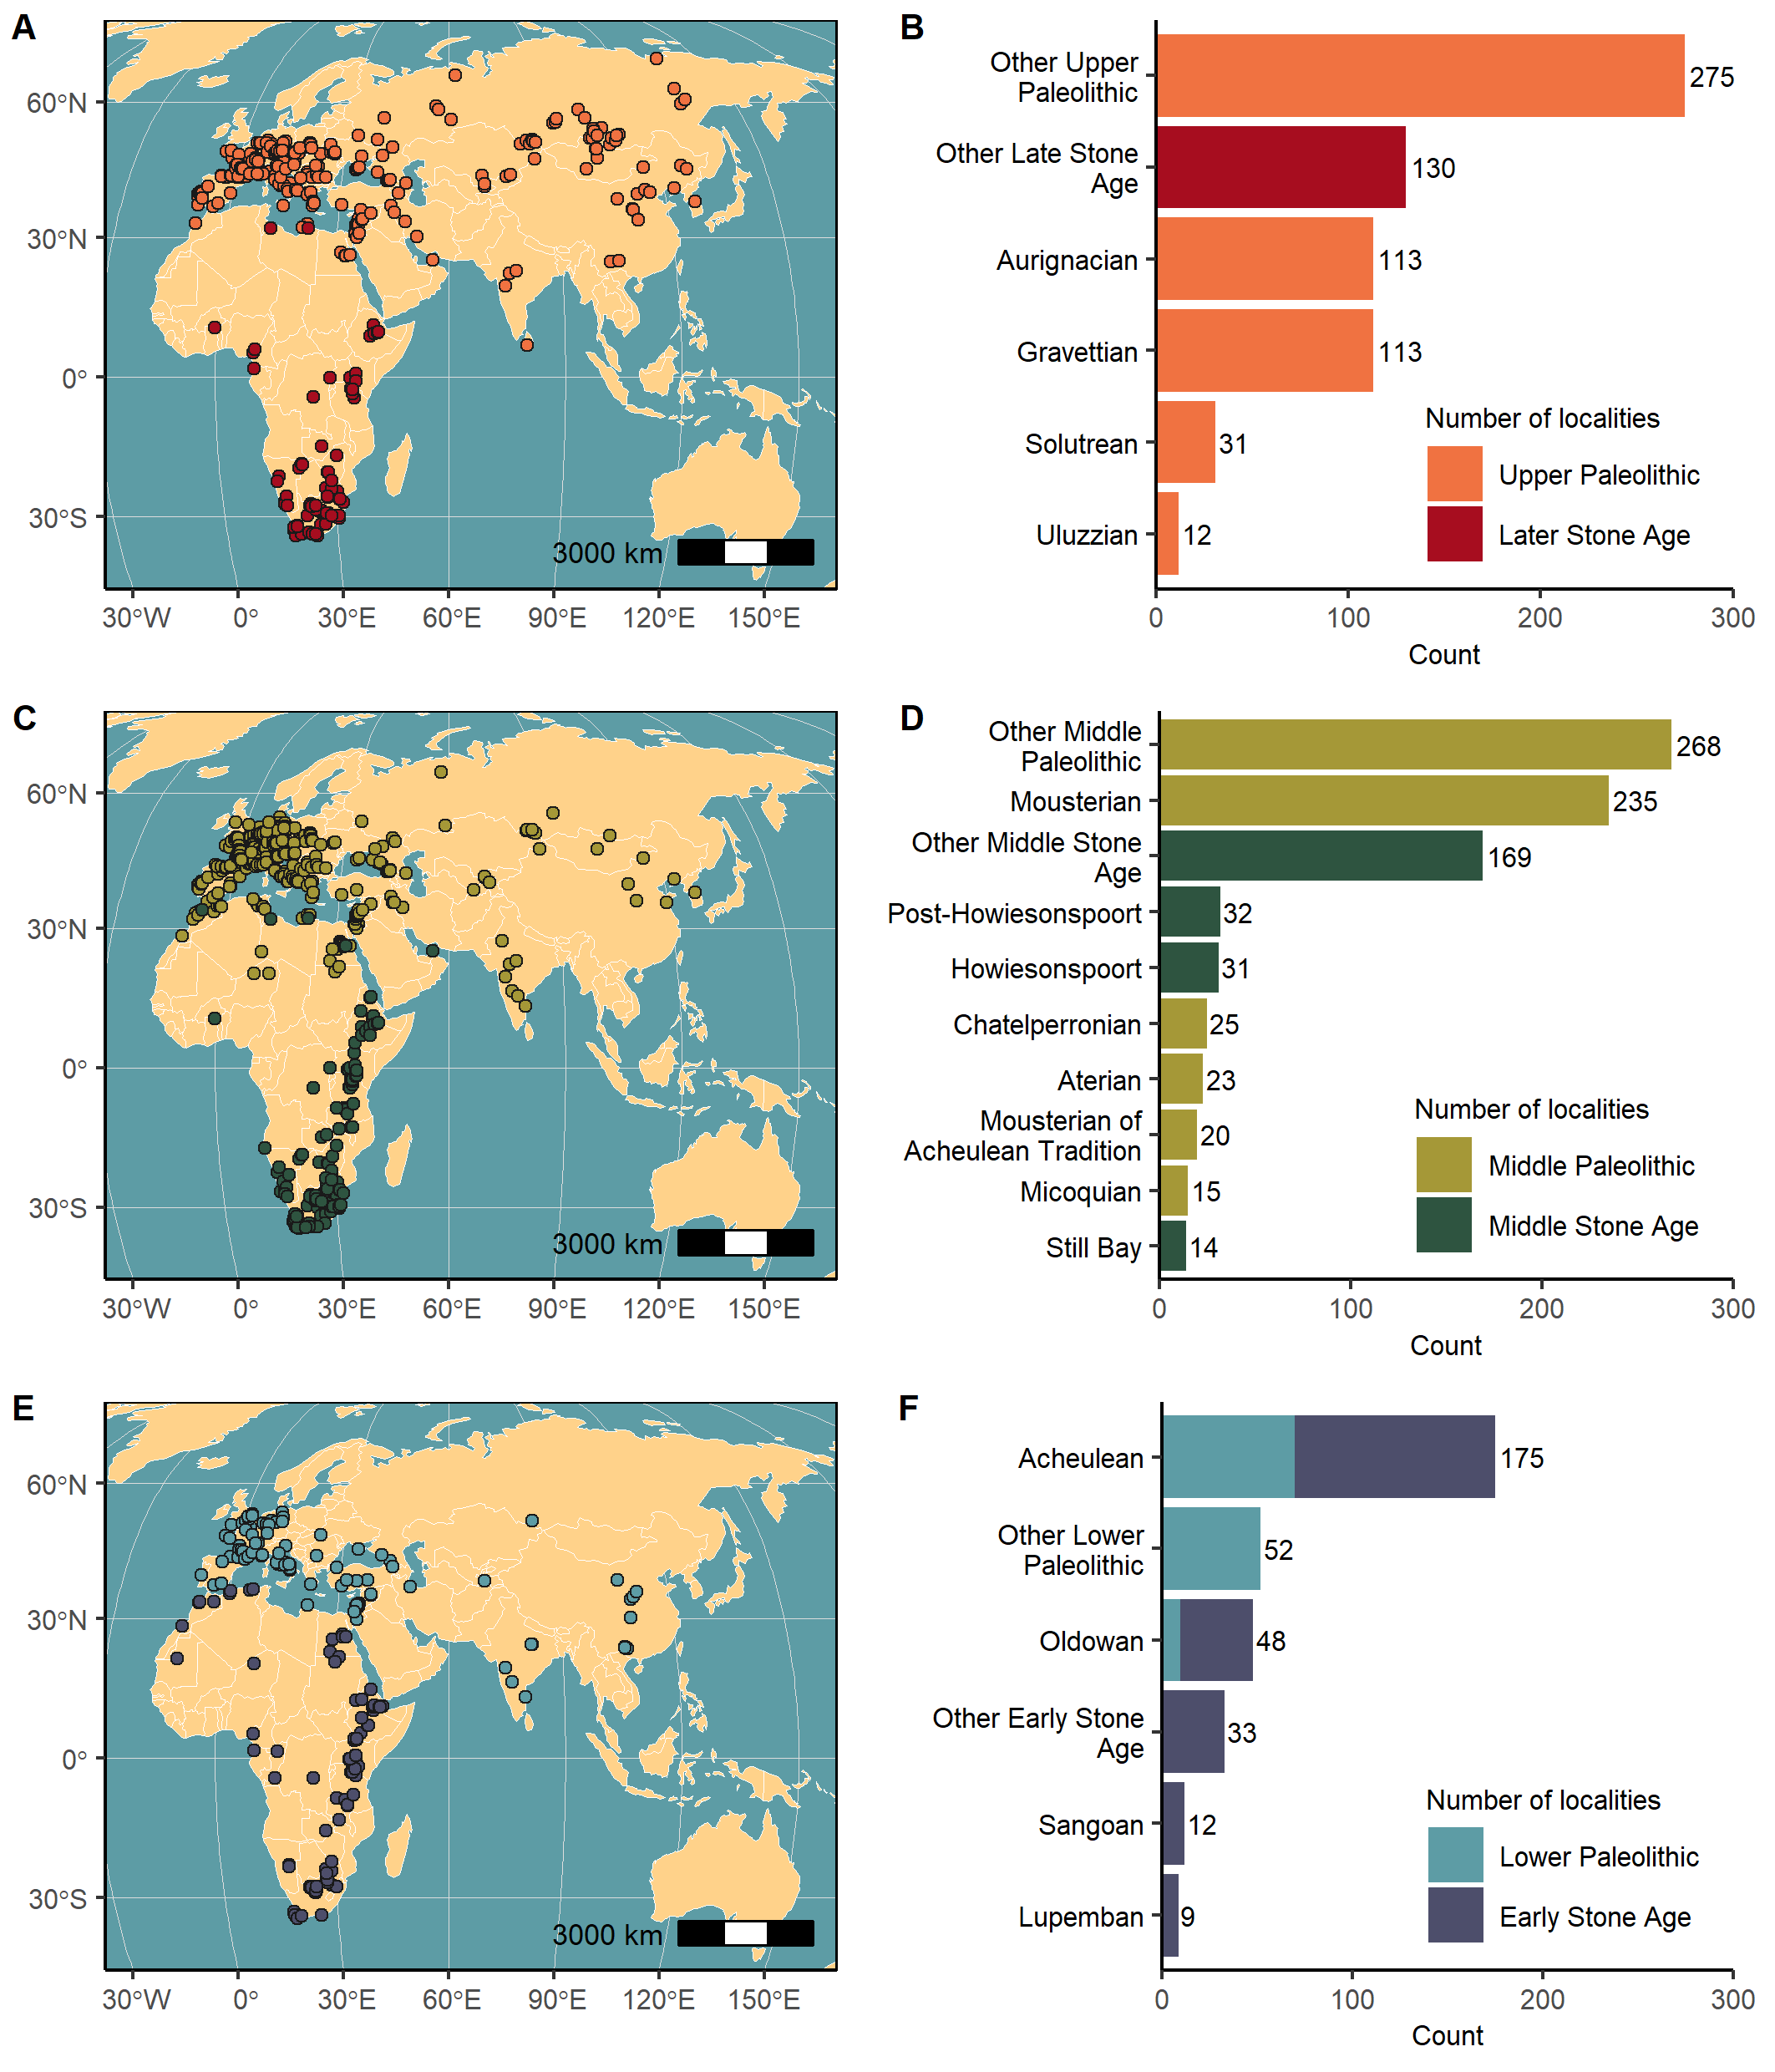 A
60°N
30°N
0°
30°S
3000 km
30°W 0° 30°E 60°E 90°E 120°E 150°E
B
Other Upper
Paleolithic
275
Other Late Stone
Age
130
Aurignacian
113
Gravettian
113
Solutrean
31
Uluzzian
12
Number of localities
Upper Paleolithic
Later Stone Age
0 100 200 300
Count
C
60°N
30°N
0°
30°S
3000 km
30°W 0° 30°E 60°E 90°E 120°E 150°E
D
Other Middle
Paleolithic
268
Mousterian
235
Other Middle Stone
Age
169
Post-Howiesonspoort
32
Howiesonspoort
31
Chatelperronian
25
Aterian
23
Mousterian of
Acheulean Tradition
20
Micoquian
15
Still Bay
14
Number of localities
Middle Paleolithic
Middle Stone Age
0 100 200 300
Count
E
60°N
30°N
0°
30°S
3000 km
30°W 0° 30°E 60°E 90°E 120°E 150°E
F
Acheulean
175
Other Lower
Paleolithic
52
Oldowan
48
Other Early Stone
Age
33
Sangoan
12
Lupemban
9
Number of localities
Lower Paleolithic
Early Stone Age
0 100 200 300
Count